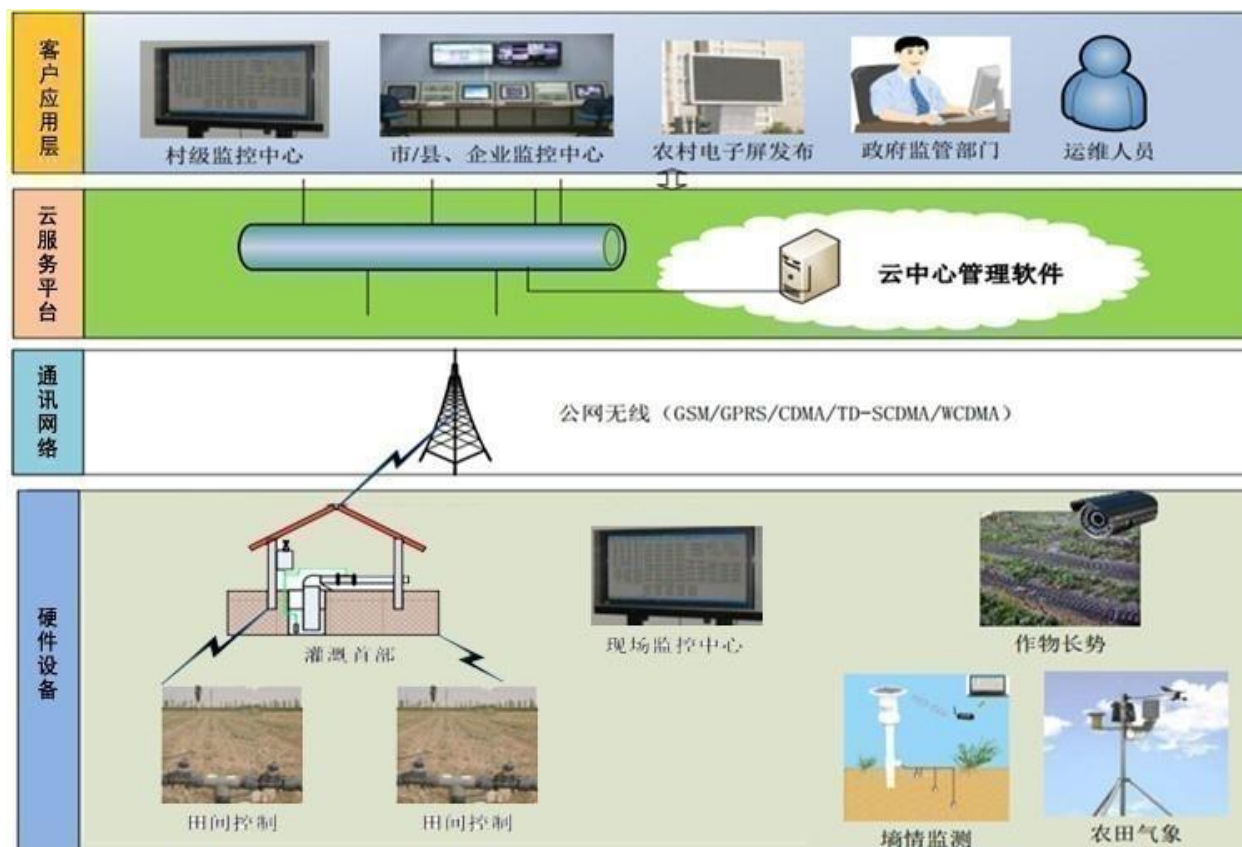 客户应用层
村级监控中心
市/县、企业监控中心
农村电子屏发布
政府监管部门
运维人员
云服务平台
云中心管理软件
通讯网络
公网无线（GSM/GPRS/CDMA/TD-SCDMA/WCDMA）
硬件设备
灌溉首部
现场监控中心
作物长势
田间控制
田间控制
墒情监测
农田气象